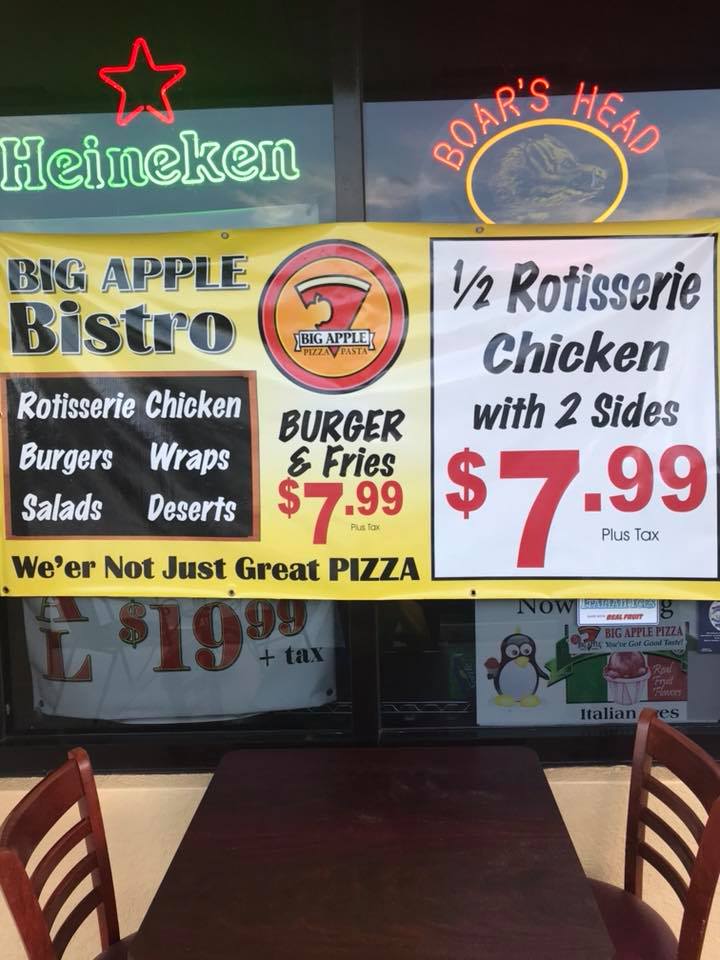 Heineken
BOAR'S HEAD
BIG APPLE
Bistro
Rotisserie Chicken
Burgers Wraps
Salads Deserts
BIG APPLE
PIZZA PASTA
BURGER
& Fries
$7.99
Plus Tax
1/2 Rotisserie
Chicken
with 2 Sides
$7.99
Plus Tax
We'er Not Just Great PIZZA
AL
$19.99
+ tax
Now
REAL FRUIT
BIG APPLE PIZZA
You've Got Good Taste!
Real
Fruit
Flavors
Italian